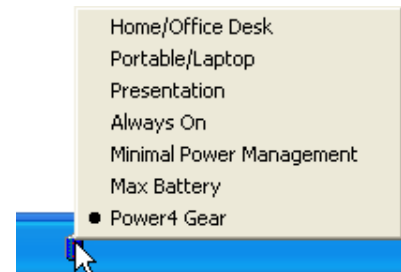 Home/Office Desk
Portable/Laptop
Presentation
Always On
Minimal Power Management
Max Battery
Power4 Gear